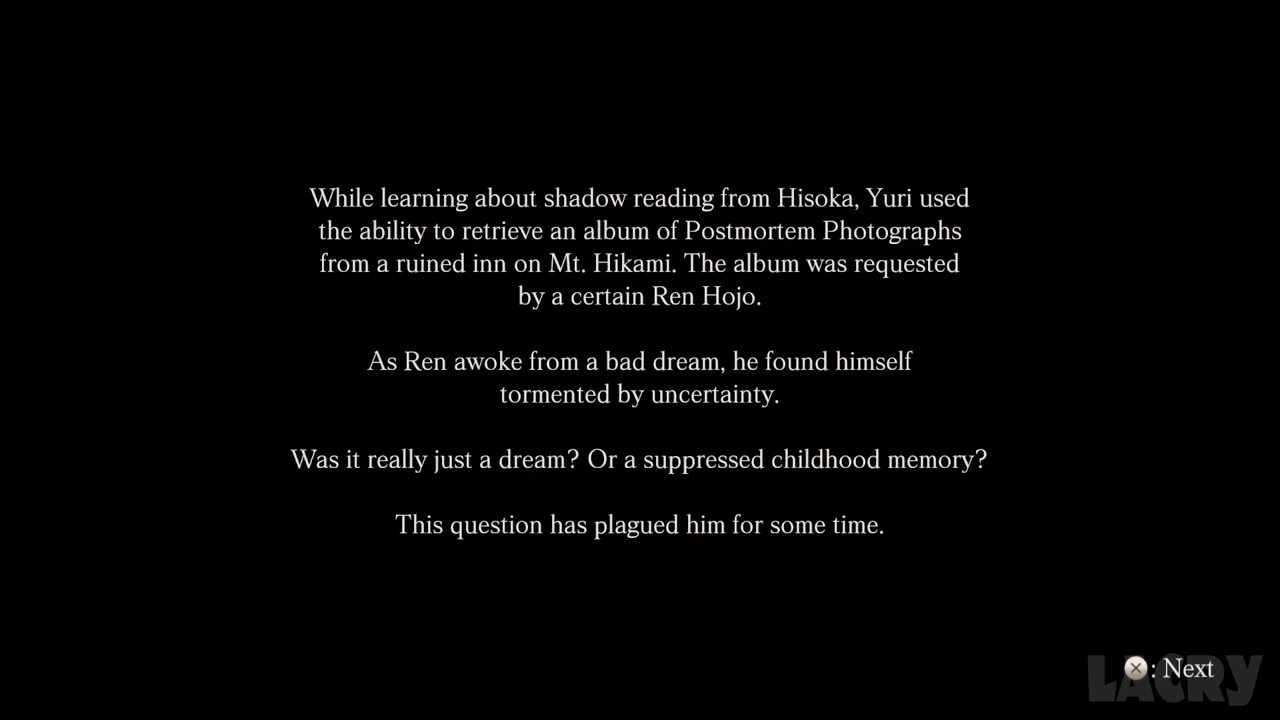 While learning about shadow reading from Hisoka, Yuri used
the ability to retrieve an album of Postmortem Photographs
from a ruined inn on Mt. Hikami. The album was requested
by a certain Ren Hojo.
As Ren awoke from a bad dream, he found himself
tormented by uncertainty.
Was it really just a dream? Or a suppressed childhood memory?
This question has plagued him for some time.
: Next
LACRY